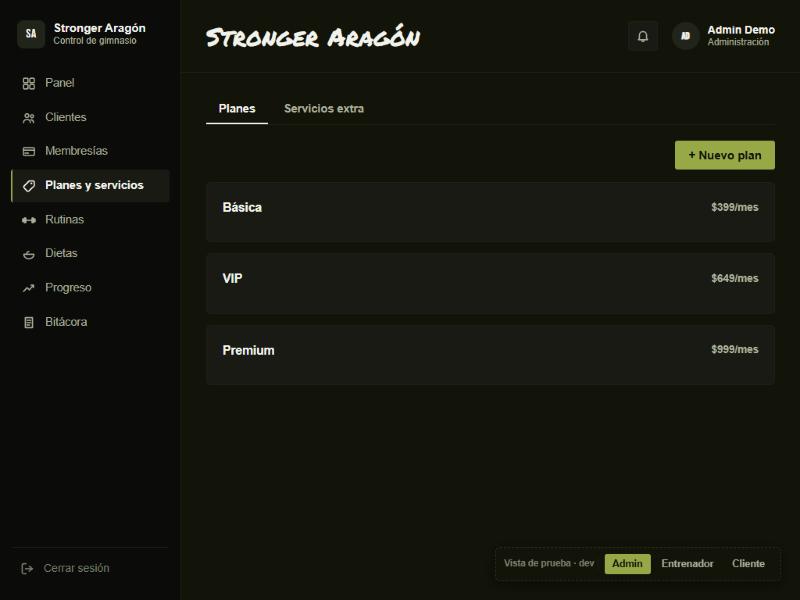 SA
Stronger Aragón
Control de gimnasio
Panel
Clientes
Membresías
Planes y servicios
Rutinas
Dietas
Progreso
Bitácora
Cerrar sesión
Stronger Aragón
AD
Admin Demo
Administración
Planes
Servicios extra
+ Nuevo plan
Básica
$399/mes
VIP
$649/mes
Premium
$999/mes
Vista de prueba · dev
Admin
Entrenador
Cliente